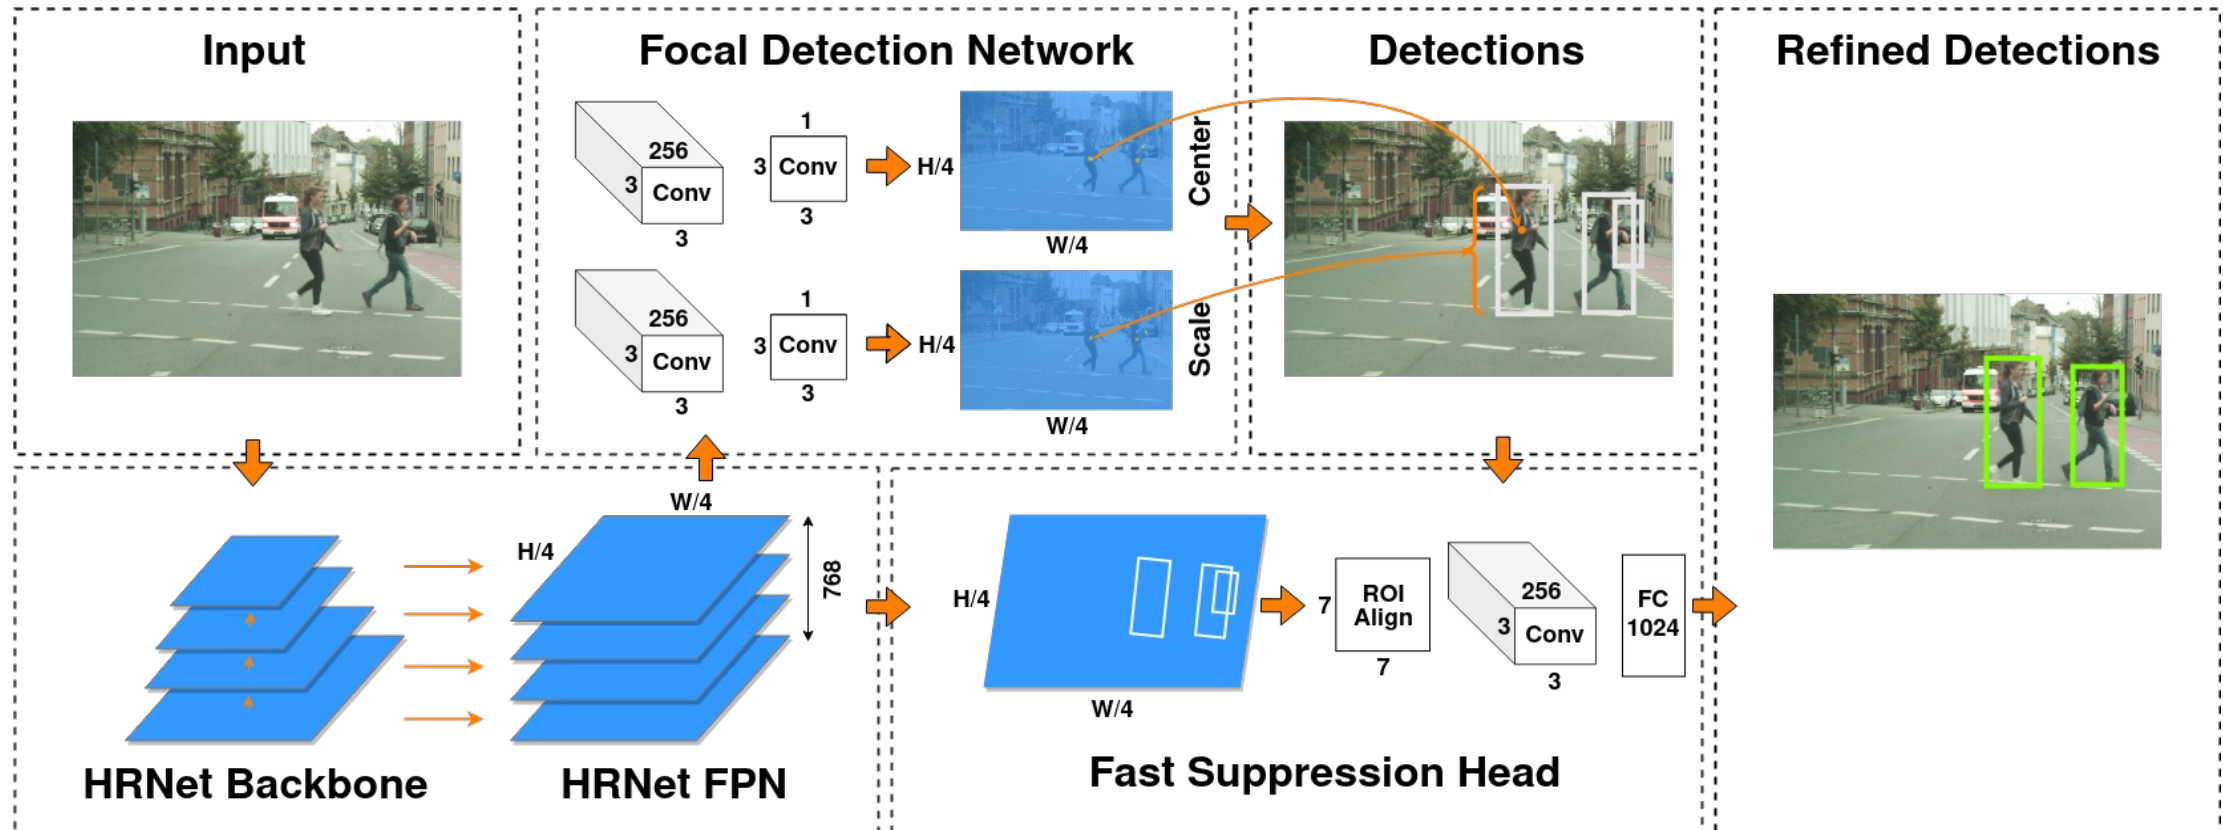 Input
Focal Detection Network
Detections
Refined Detections
256
3
Conv
3
1
3
Conv
3
H/4
W/4
Center
256
3
Conv
3
1
3
Conv
3
H/4
W/4
Scale
H/4
W/4
768
HRNet Backbone
HRNet FPN
H/4
W/4
7
ROI
Align
7
256
3
Conv
3
FC
1024
Fast Suppression Head